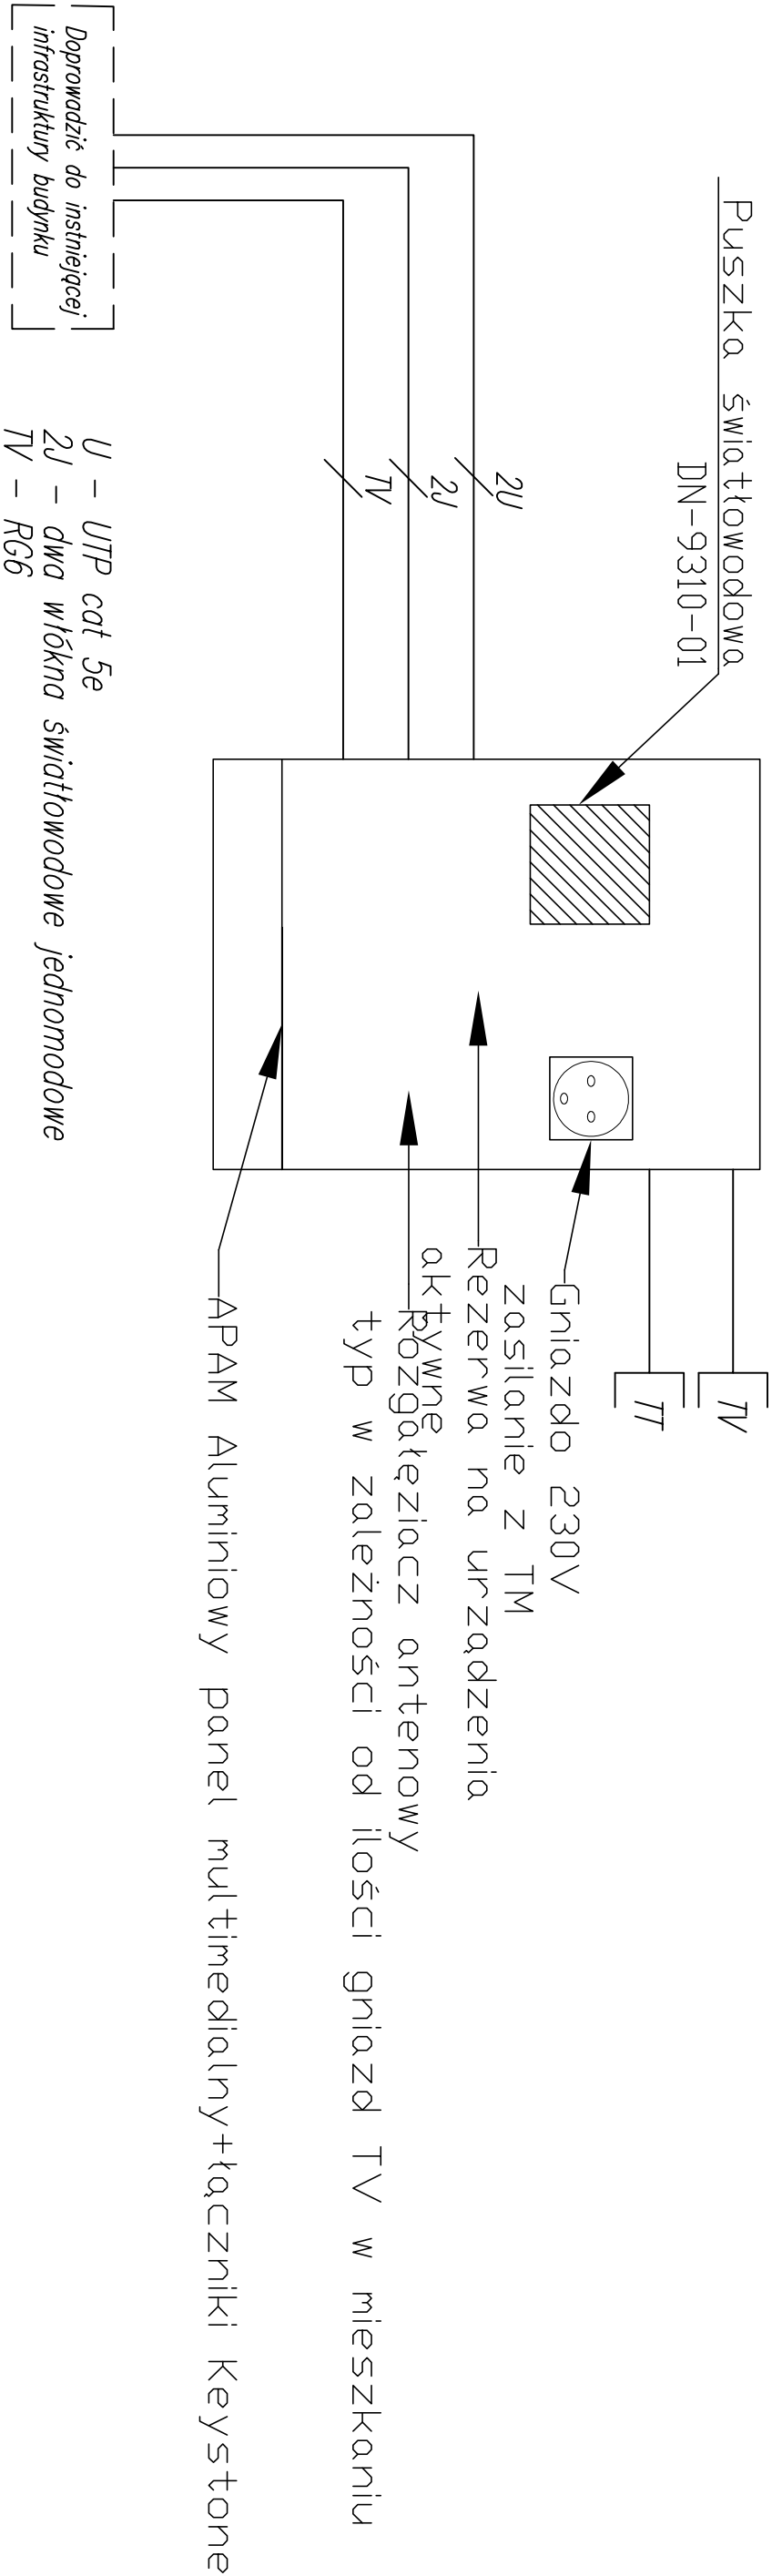 Puszka światłowodowa
DN-9310-01
TV
TT
Gniazdo 230V
zasilanie z TM
Rezerwa na urządzenia
aktywne
Rozgałęziacz antenowy
typ w zależności od ilości gniazd TV w mieszkaniu
APAM Aluminiowy panel multimedialny+łączniki Keystone
2U
2J
TV
Doprowadzić do instniejącej
infrastruktury budynku
U - UTP cat 5e
2J - dwa włókna światłowodowe jednomodowe
TV - RG6